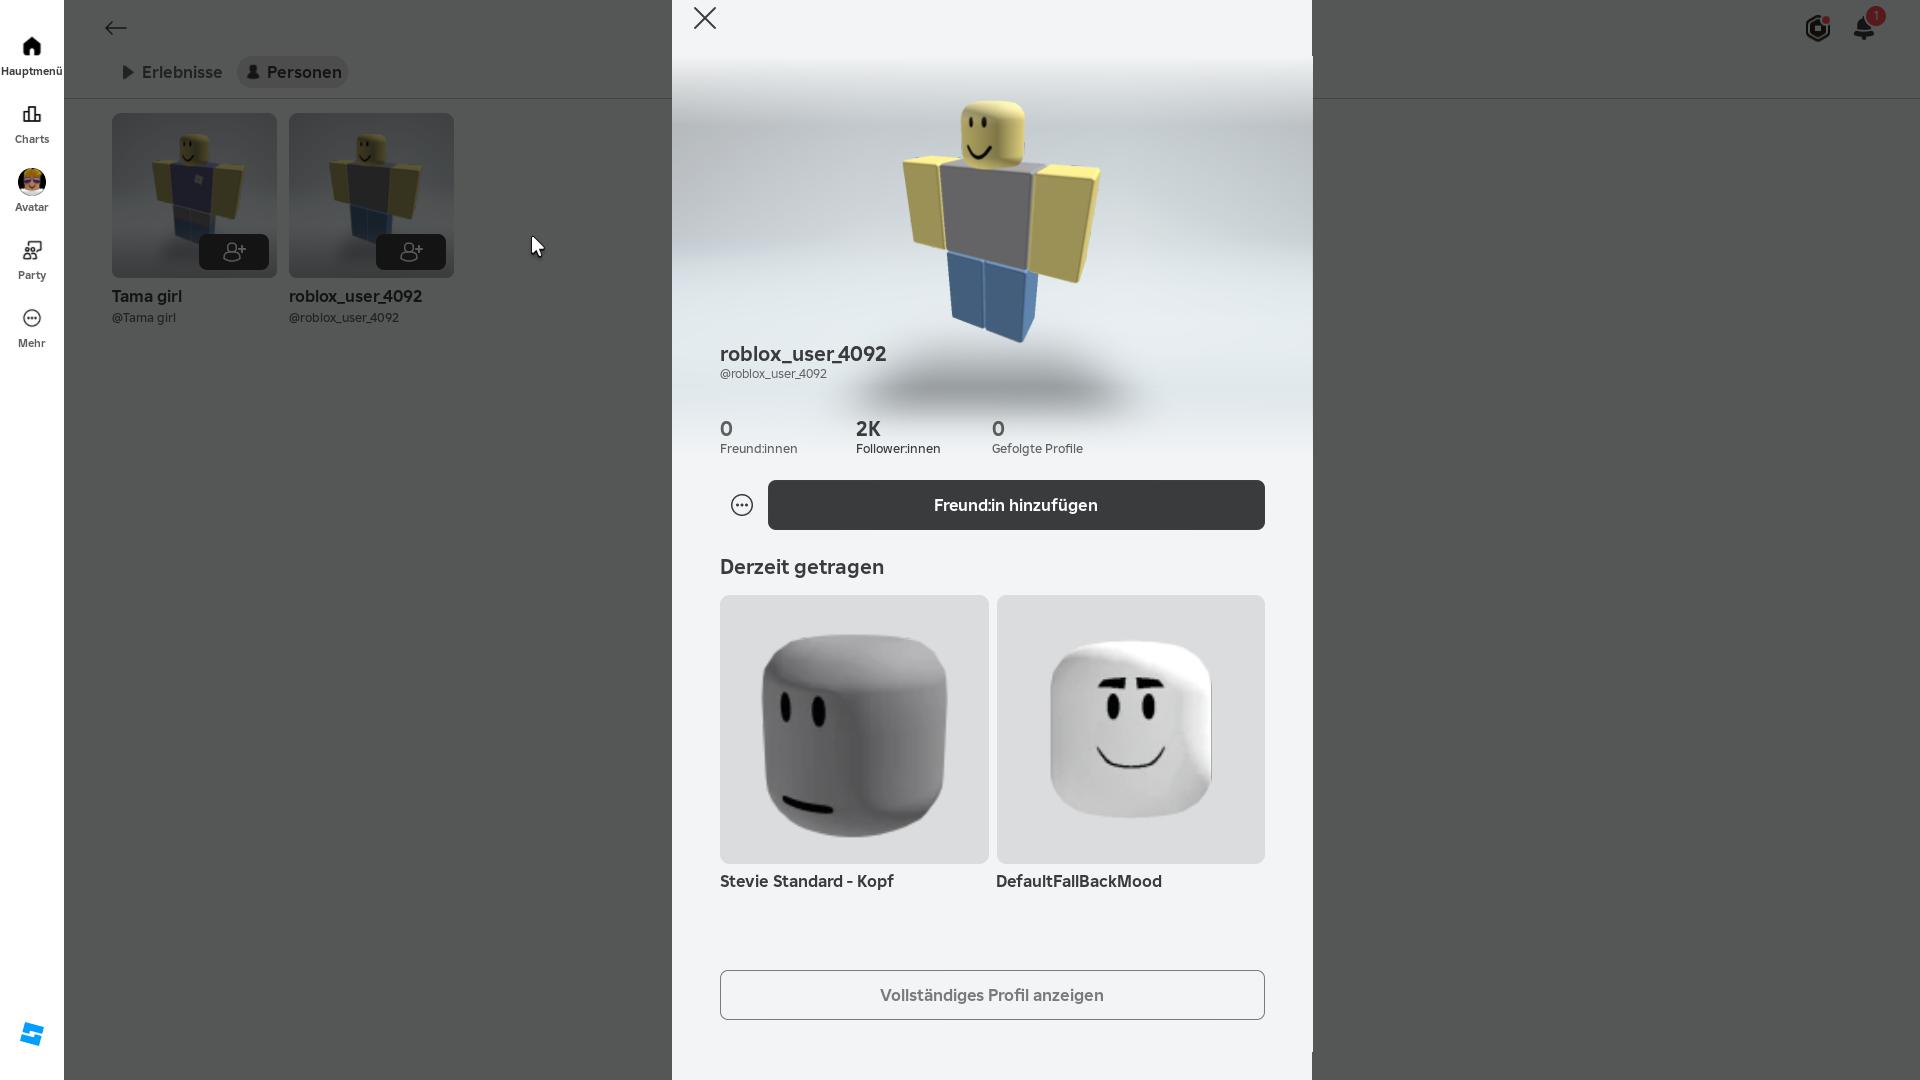 Hauptmenü
Charts
Avatar
Party
Mehr
Erlebnisse
Personen
1
Tama girl
@Tama girl
roblox_user_4092
@roblox_user_4092
roblox_user_4092
@roblox_user_4092
0
Freund:innen
2K
Follower:innen
0
Gefolgte Profile
Freund:in hinzufügen
Derzeit getragen
Stevie Standard - Kopf
DefaultFallBackMood
Vollständiges Profil anzeigen